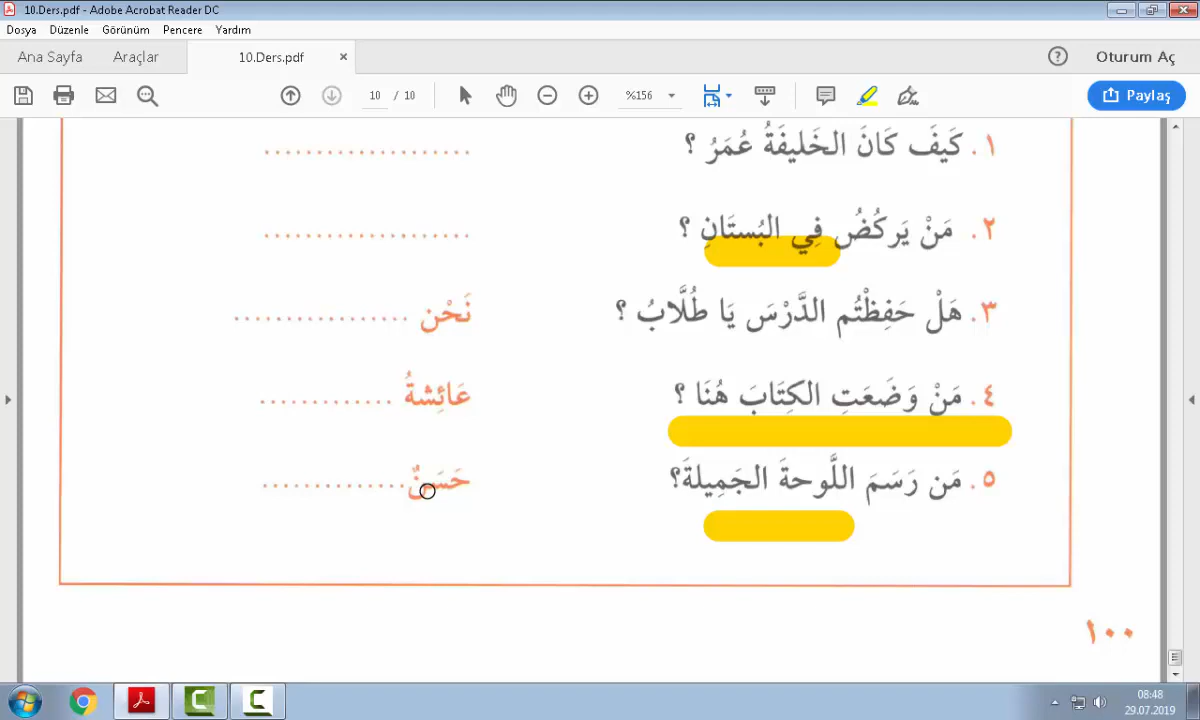 10.Ders.pdf - Adobe Acrobat Reader DC
Dosya Düzenle Görünüm Pencere Yardım
Ana Sayfa Araçlar 10.Ders.pdf × Oturum Aç
10 / 10 %156 Paylaş
١. كَيفَ كَانَ الخَليفَةُ عُمَرُ ؟ ...................
٢. مَنْ يَركُضُ فِي البُستَانِ ؟ ...................
٣. هَلْ حَفِظْتُم الدَّرْسَ يَا طُلَّابُ ؟ نَحْن ................
٤. مَنْ وَضَعَتِ الكِتَابَ هُنَا ؟ عَائِشةُ ............
٥. مَن رَسَمَ اللَّوحةَ الجَمِيلةَ؟ حَسَنٌ .............
١٠٠
08:48
29.07.2019